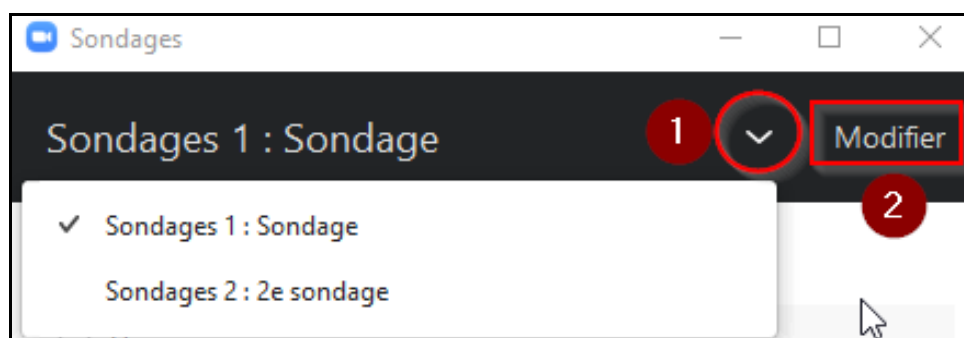 Sondages
Sondages 1 : Sondage
1
Modifier
2
Sondages 1 : Sondage
Sondages 2 : 2e sondage